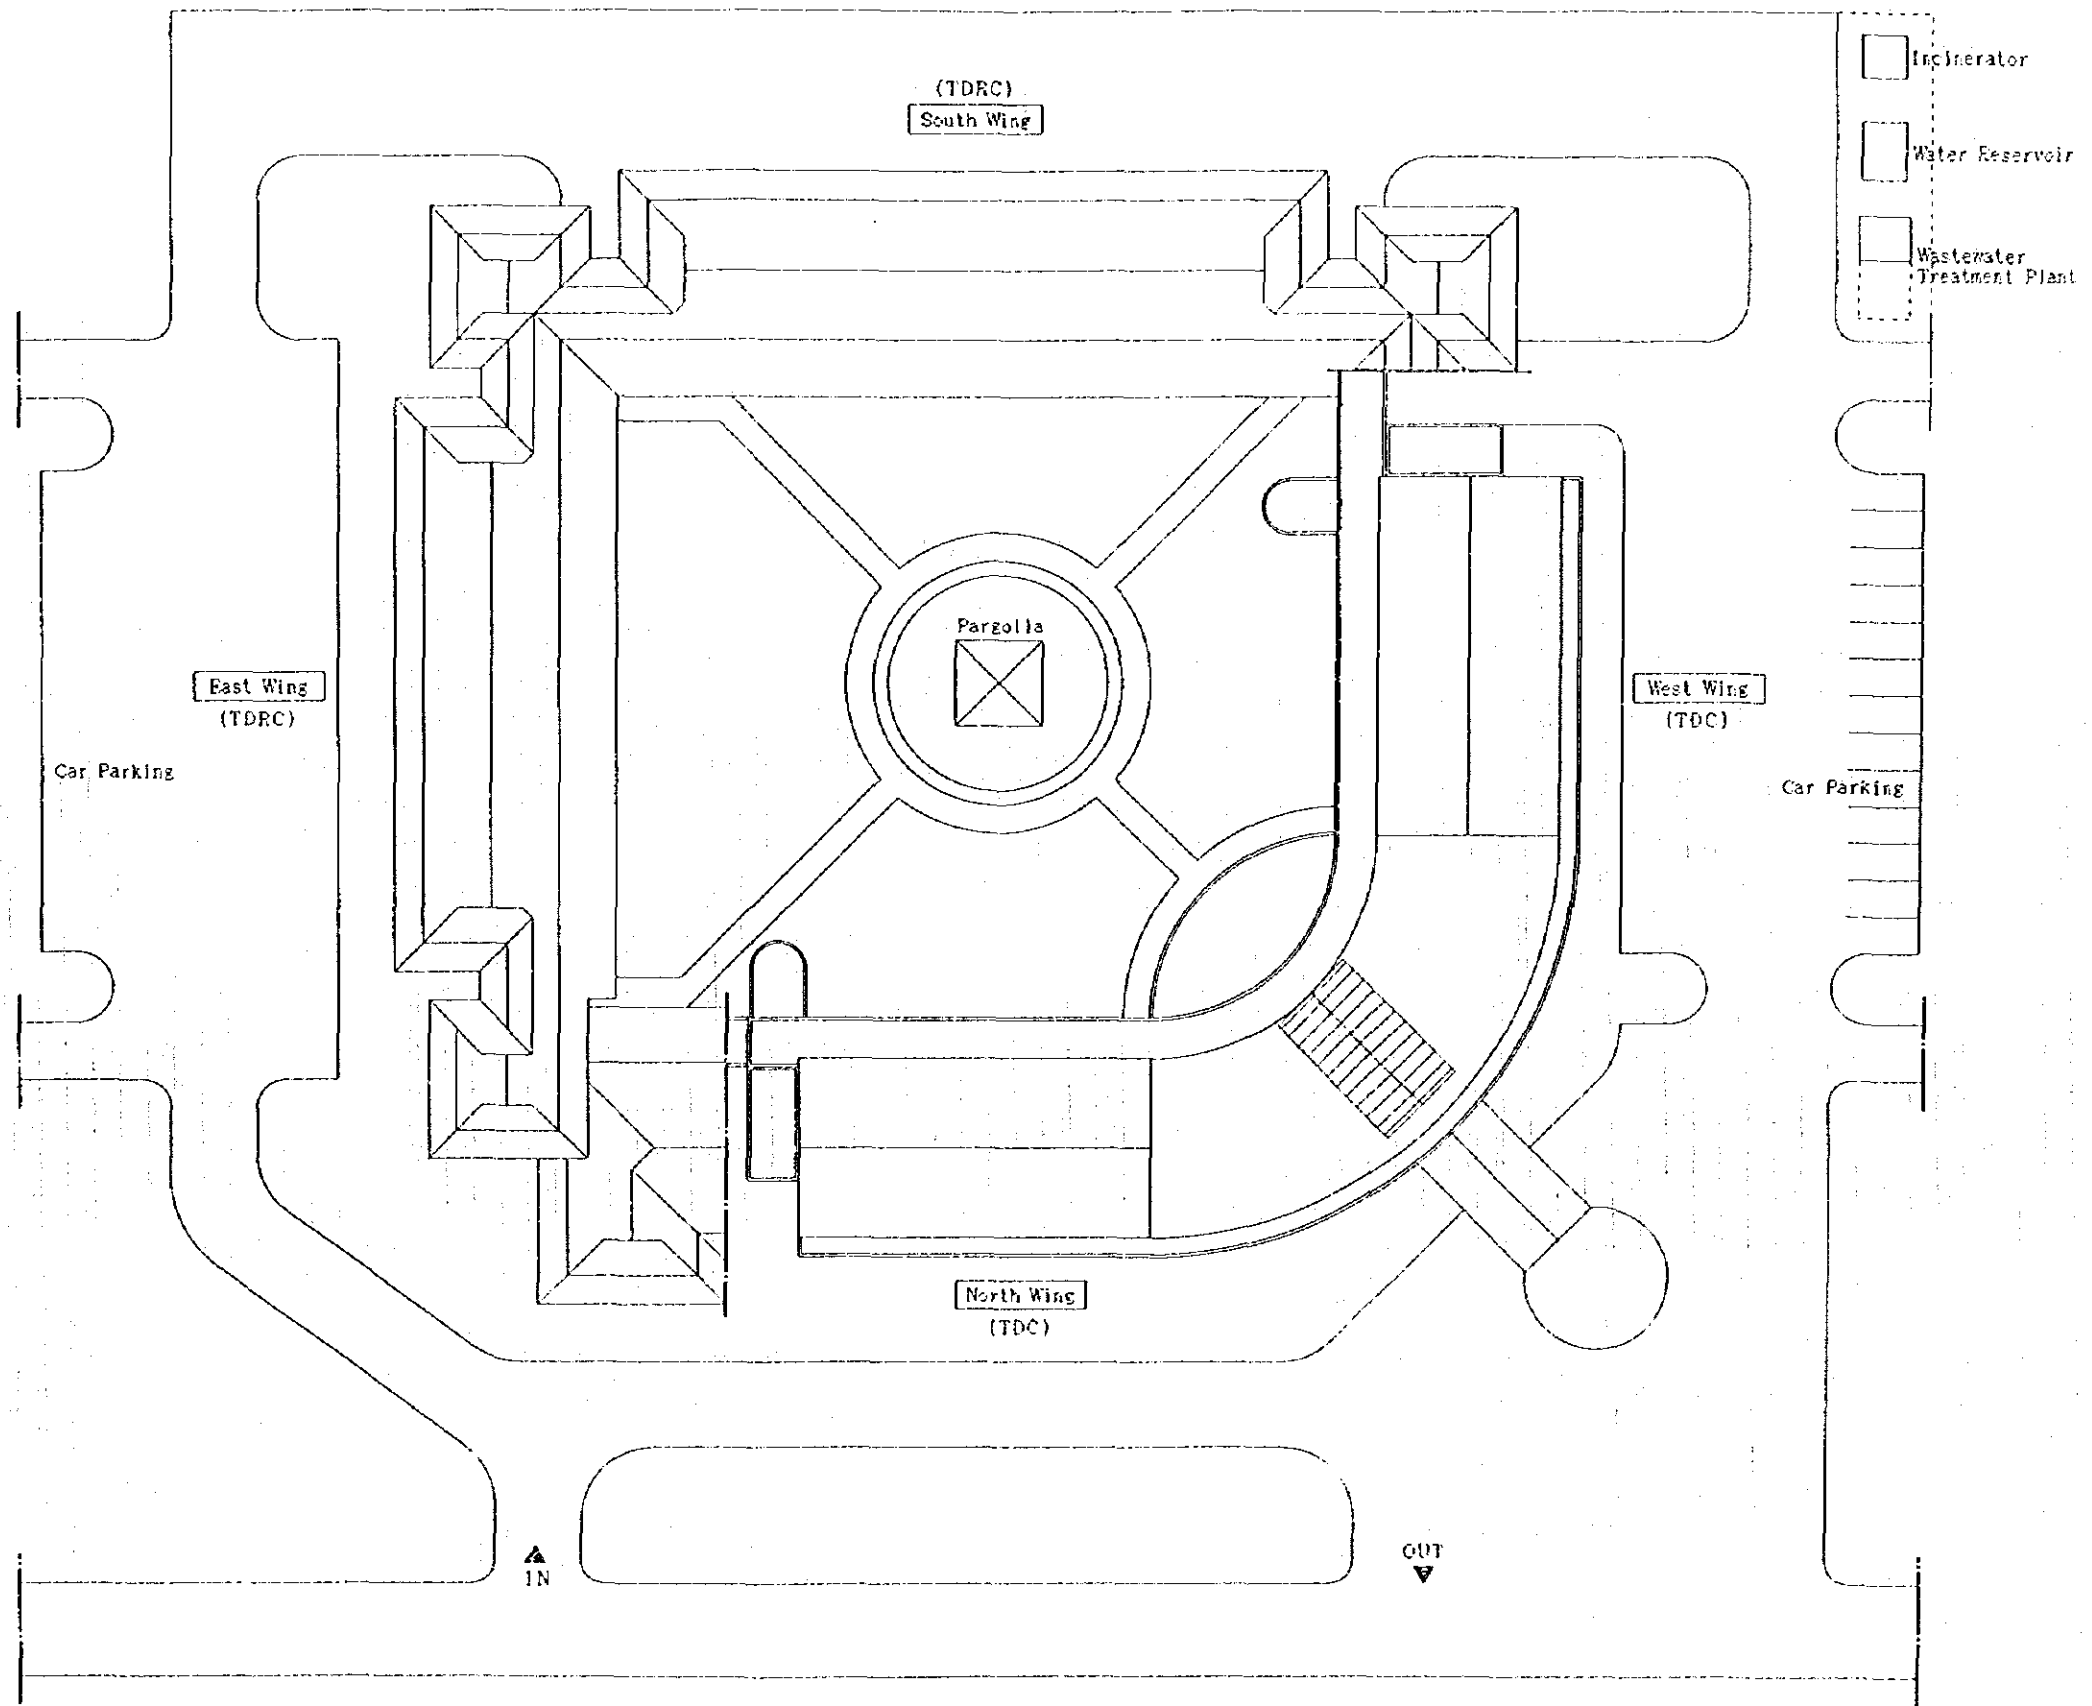 Incinerator
(TDRC)
South Wing
Water Reservoir
Wastewater
Treatment Plant
Pargolla
East Wing
(TDRC)
West Wing
(TDC)
Car Parking
Car Parking
North Wing
(TDC)
IN
OUT